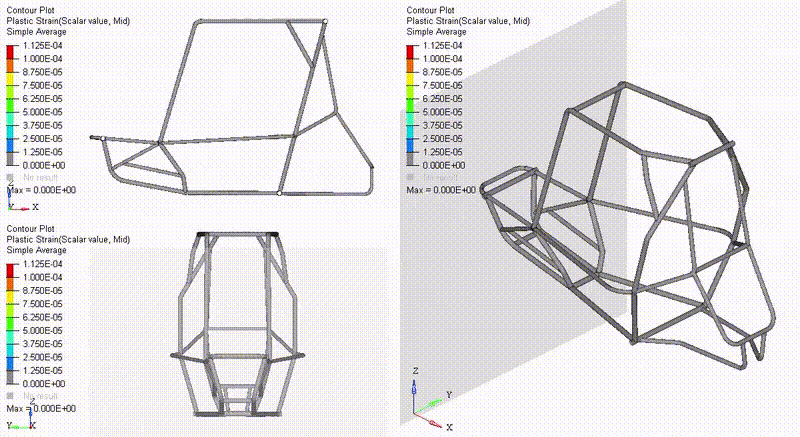 Contour Plot
Plastic Strain(Scalar value, Mid)
Simple Average
1.125E-04
1.000E-04
8.750E-05
7.500E-05
6.250E-05
5.000E-05
3.750E-05
2.500E-05
1.250E-05
0.000E+00
No result
Max = 0.000E+00
Z
Y X
Contour Plot
Plastic Strain(Scalar value, Mid)
Simple Average
1.125E-04
1.000E-04
8.750E-05
7.500E-05
6.250E-05
5.000E-05
3.750E-05
2.500E-05
1.250E-05
0.000E+00
No result
Max = 0.000E+00
Z
Y X
Contour Plot
Plastic Strain(Scalar value, Mid)
Simple Average
1.125E-04
1.000E-04
8.750E-05
7.500E-05
6.250E-05
5.000E-05
3.750E-05
2.500E-05
1.250E-05
0.000E+00
No result
Max = 0.000E+00
Z
Y
X